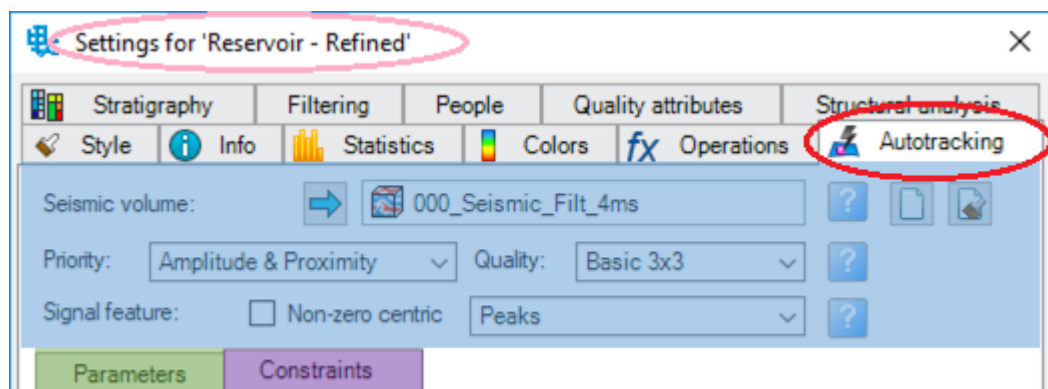 Settings for 'Reservoir - Refined'
Stratigraphy Filtering People Quality attributes Structural analysis
Style Info Statistics Colors fx Operations Autotracking
Seismic volume: 000_Seismic_Filt_4ms ?
Priority: Amplitude & Proximity Quality: Basic 3x3 ?
Signal feature: Non-zero centric Peaks ?
Parameters Constraints